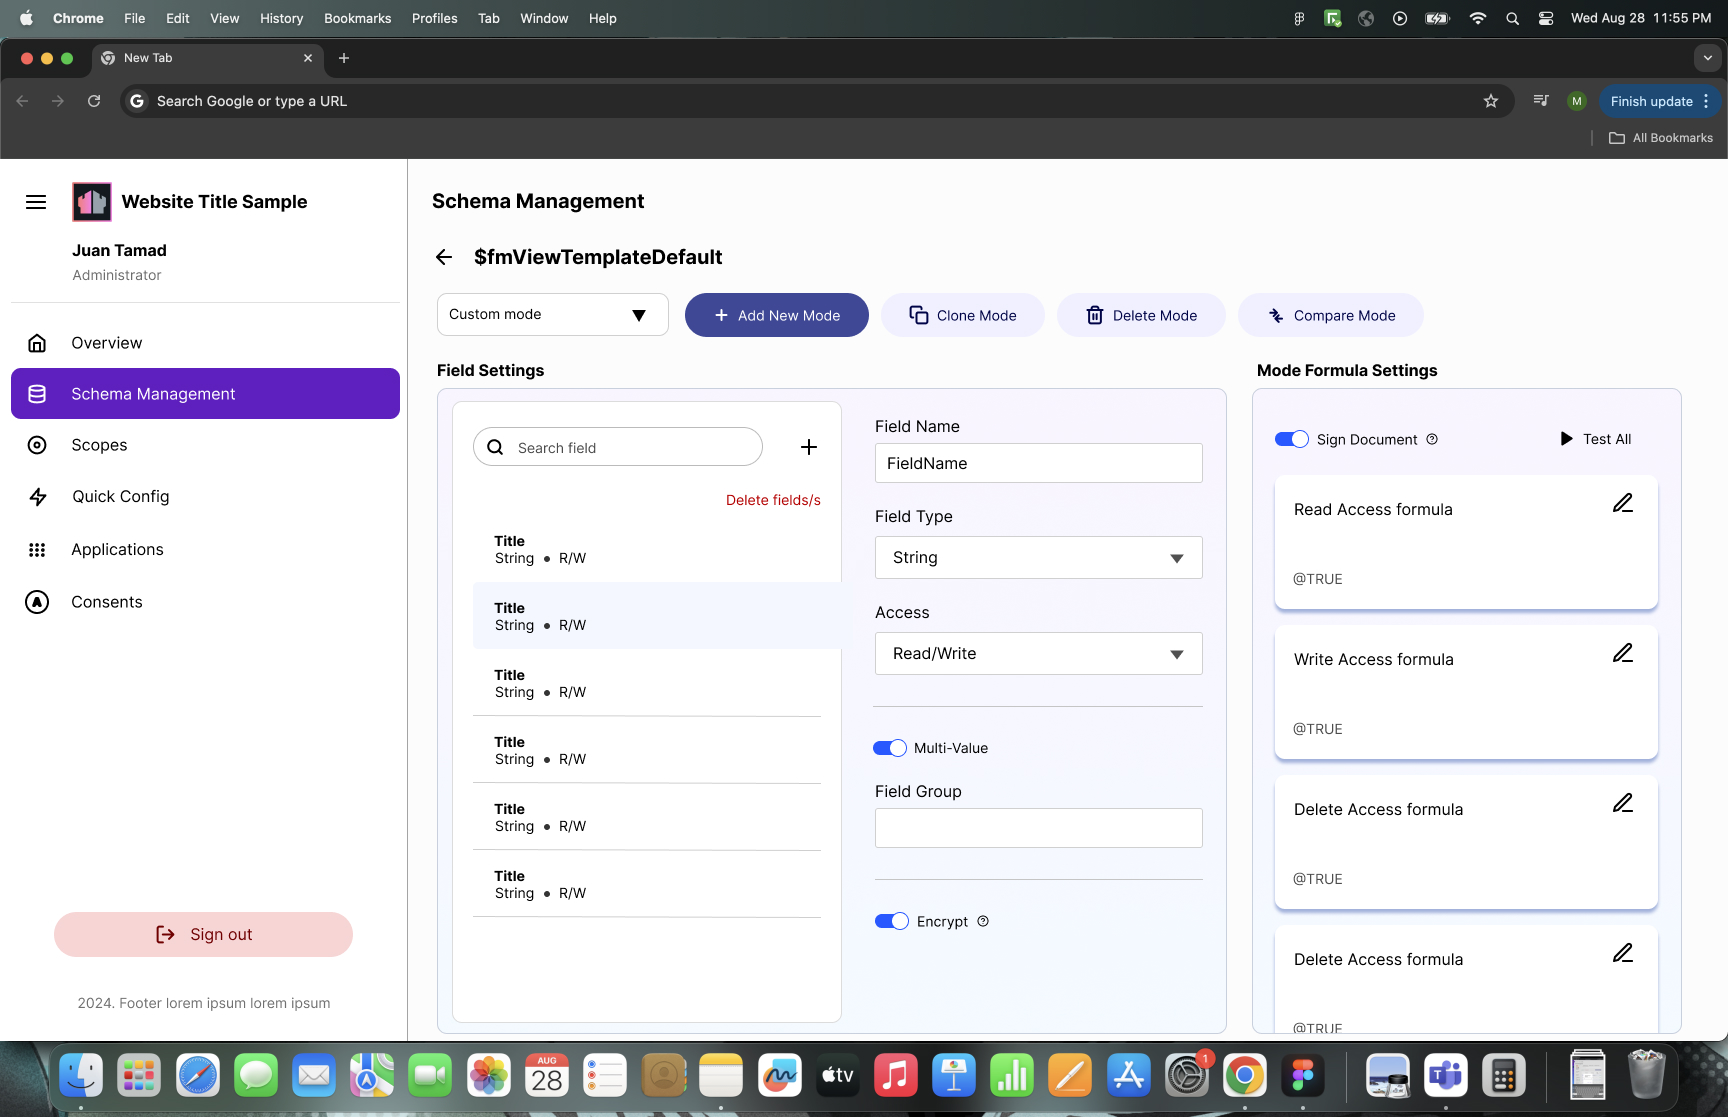 Chrome File Edit View History Bookmarks Profiles Tab Window Help Wed Aug 28 11:55 PM
New Tab
G Search Google or type a URL M Finish update
All Bookmarks
Website Title Sample
Juan Tamad
Administrator
Overview
Schema Management
Scopes
Quick Config
Applications
Consents
Sign out
2024. Footer lorem ipsum lorem ipsum
Schema Management
$fmViewTemplateDefault
Custom mode
Add New Mode
Clone Mode
Delete Mode
Compare Mode
Field Settings
Search field
Delete fields/s
Title
String • R/W
Title
String • R/W
Title
String • R/W
Title
String • R/W
Title
String • R/W
Title
String • R/W
Field Name
FieldName
Field Type
String
Access
Read/Write
Multi-Value
Field Group
Encrypt
Mode Formula Settings
Sign Document
Test All
Read Access formula
@TRUE
Write Access formula
@TRUE
Delete Access formula
@TRUE
Delete Access formula
@TRUE
AUG
28
tv
1